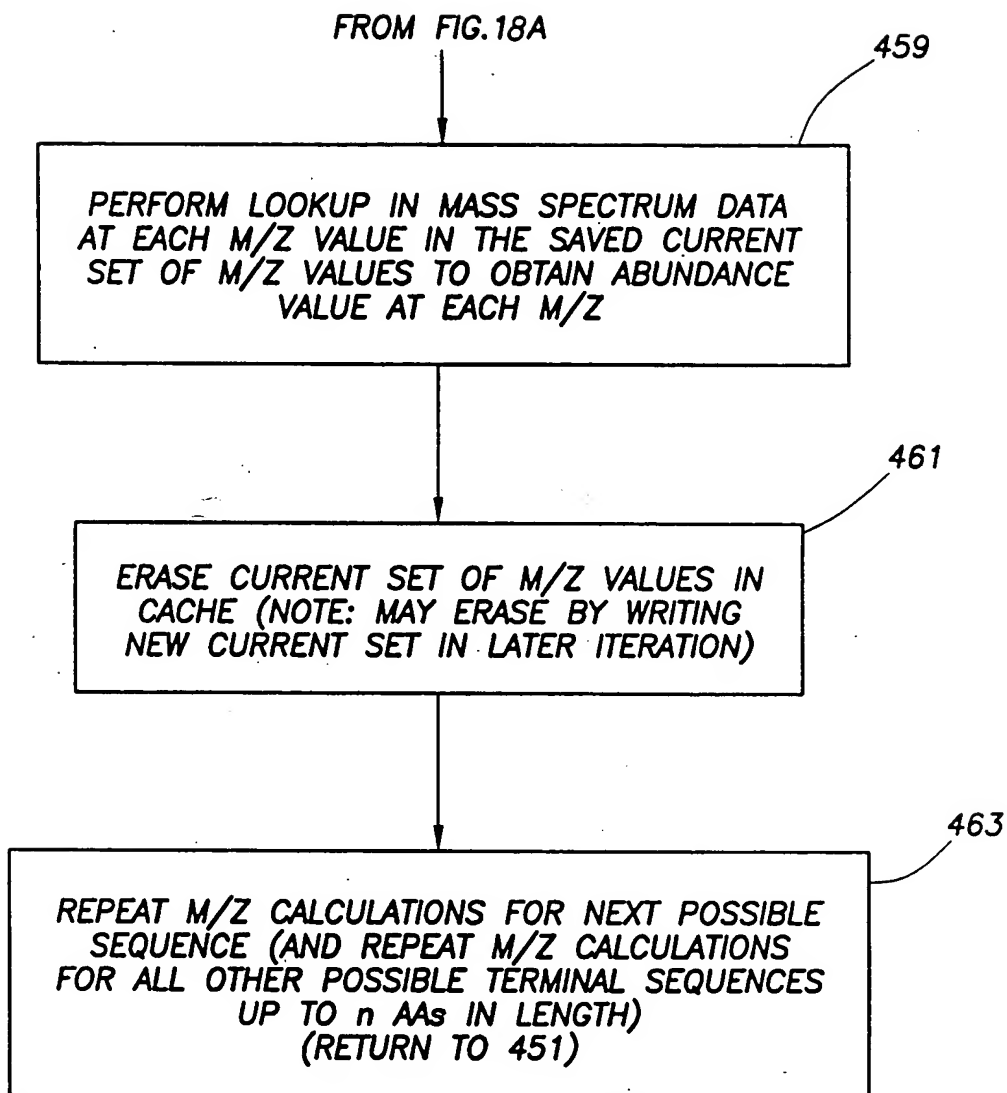 FROM FIG.18A
459
PERFORM LOOKUP IN MASS SPECTRUM DATA
AT EACH M/Z VALUE IN THE SAVED CURRENT
SET OF M/Z VALUES TO OBTAIN ABUNDANCE
VALUE AT EACH M/Z
461
ERASE CURRENT SET OF M/Z VALUES IN
CACHE (NOTE: MAY ERASE BY WRITING
NEW CURRENT SET IN LATER ITERATION)
463
REPEAT M/Z CALCULATIONS FOR NEXT POSSIBLE
SEQUENCE (AND REPEAT M/Z CALCULATIONS
FOR ALL OTHER POSSIBLE TERMINAL SEQUENCES
UP TO n AAs IN LENGTH)
(RETURN TO 451)